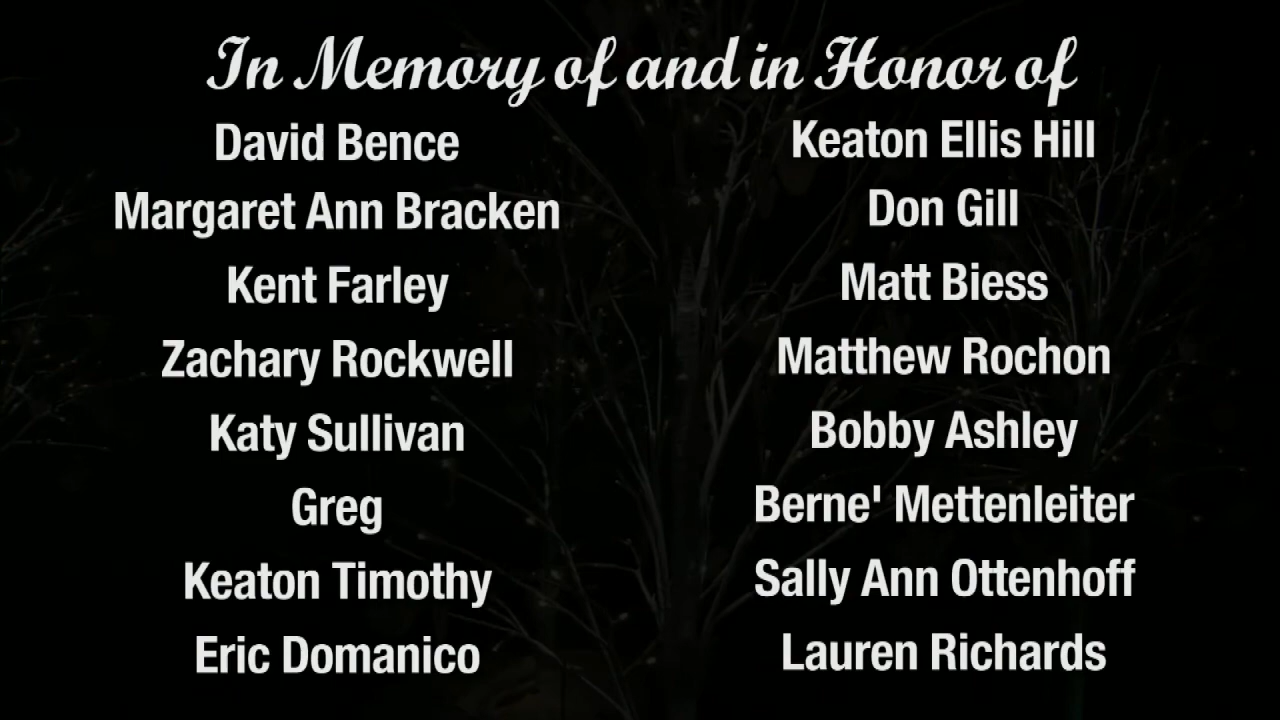 In Memory of and in Honor of
David Bence
Margaret Ann Bracken
Kent Farley
Zachary Rockwell
Katy Sullivan
Greg
Keaton Timothy
Eric Domanico
Keaton Ellis Hill
Don Gill
Matt Biess
Matthew Rochon
Bobby Ashley
Berne' Mettenleiter
Sally Ann Ottenhoff
Lauren Richards